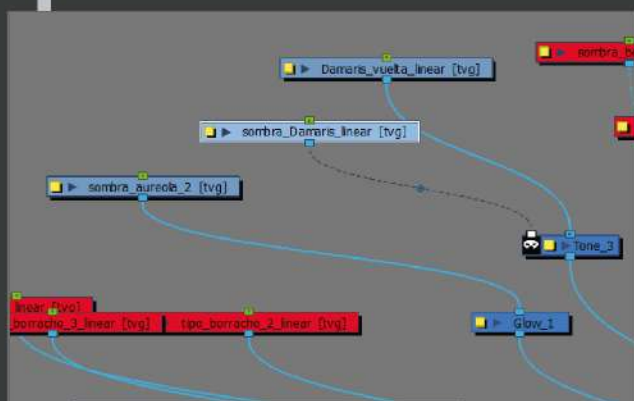 Damaris_vuelta_linear [tvg]
sombra_Damaris_linear [tvg]
sombra_aureola_2 [tvg]
Tone_3
linear [tvg]
borracho_3_linear [tvg]
tipo_borracho_2_linear [tvg]
Glow_1